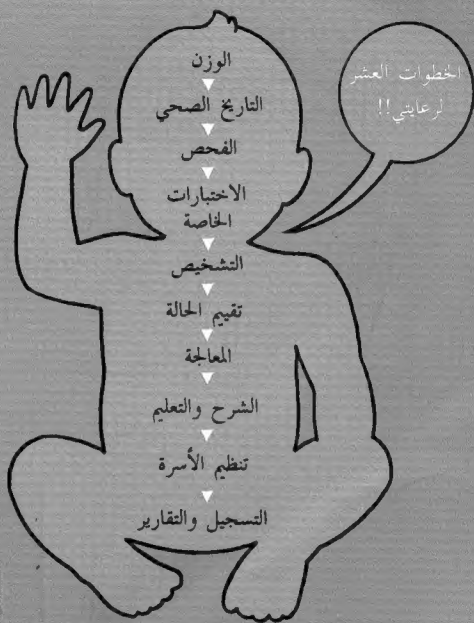 الخطوات العشر
لرعايتي!!
الوزن
التاريخ الصحي
الفحص
الاختبارات
الخاصة
التشخيص
تقييم الحالة
المعالجة
الشرح والتعليم
تنظيم الأسرة
التسجيل والتقارير